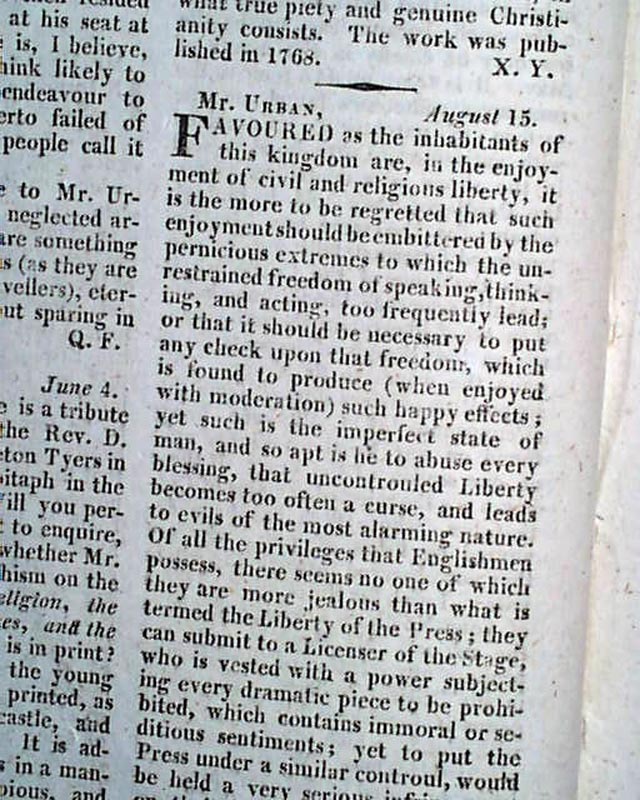 at his seat at
is, I believe,
hink likely to
endeavour to
erto failed of
people call it
e to Mr. Ur-
neglected ar-
are something
s (as they are
vellers), eter-
ut sparing in
Q. F.
June 4.
e is a tribute
the Rev. D.
ton Tyers in
itaph in the
ill you per-
to enquire,
whether Mr.
hism on the
eligion, the
es, and the
is in print?
the young
printed, as
castle, and
It is ad-
s in a man-
pious, and
what true piety and genuine Christi-
anity consists. The work was pub-
lished in 1768. X. Y.
Mr. URBAN, August 15.
FAVOURED as the inhabitants of
this kingdom are, in the enjoy-
ment of civil and religious liberty, it
is the more to be regretted that such
enjoyment should be embittered by the
pernicious extremes to which the un-
restrained freedom of speaking, think-
ing, and acting, too frequently lead;
or that it should be necessary to put
any check upon that freedom, which
is found to produce (when enjoyed
with moderation) such happy effects;
yet such is the imperfect state of
man, and so apt is he to abuse every
blessing, that uncontrouled Liberty
becomes too often a curse, and leads
to evils of the most alarming nature.
Of all the privileges that Englishmen
possess, there seems no one of which
they are more jealous than what is
termed the Liberty of the Press; they
can submit to a Licenser of the Stage,
who is vested with a power subject-
ing every dramatic piece to be prohi-
bited, which contains immoral or se-
ditious sentiments; yet to put the
Press under a similar controul, would
be held a very serious